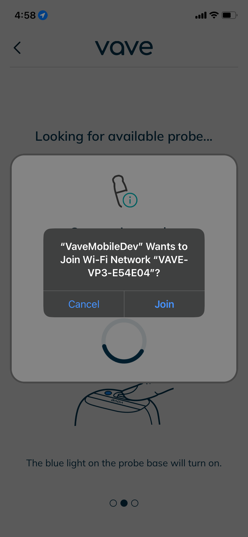 4:58
vave
Looking for available probe...
“VaveMobileDev” Wants to
Join Wi-Fi Network “VAVE-
VP3-E54E04”?
Cancel
Join
The blue light on the probe base will turn on.